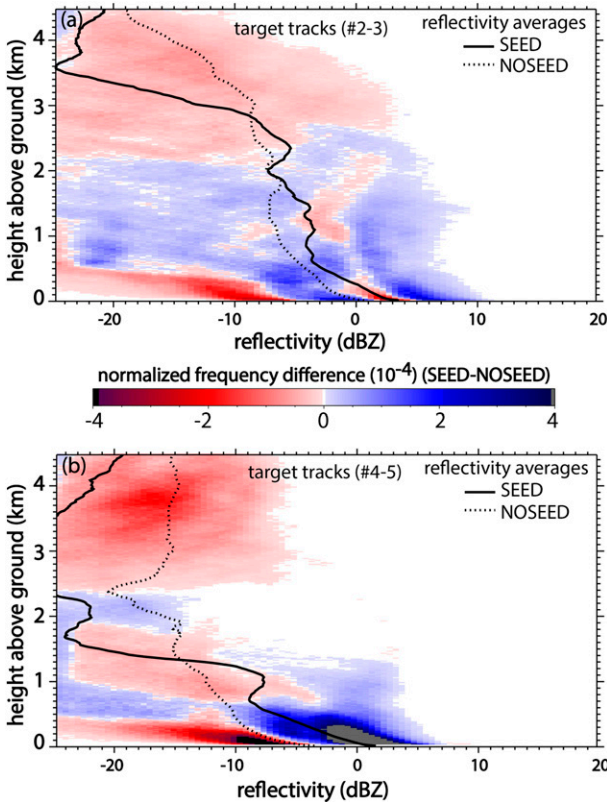 (a) target tracks (#2-3) reflectivity averages
SEED
NOSEED
height above ground (km)
4
3
2
1
0
-20 -10 0 10 20
reflectivity (dBZ)
normalized frequency difference (10⁻⁴) (SEED-NOSEED)
-4 -2 0 2 4
(b) target tracks (#4-5) reflectivity averages
SEED
NOSEED
height above ground (km)
4
3
2
1
0
-20 -10 0 10 20
reflectivity (dBZ)